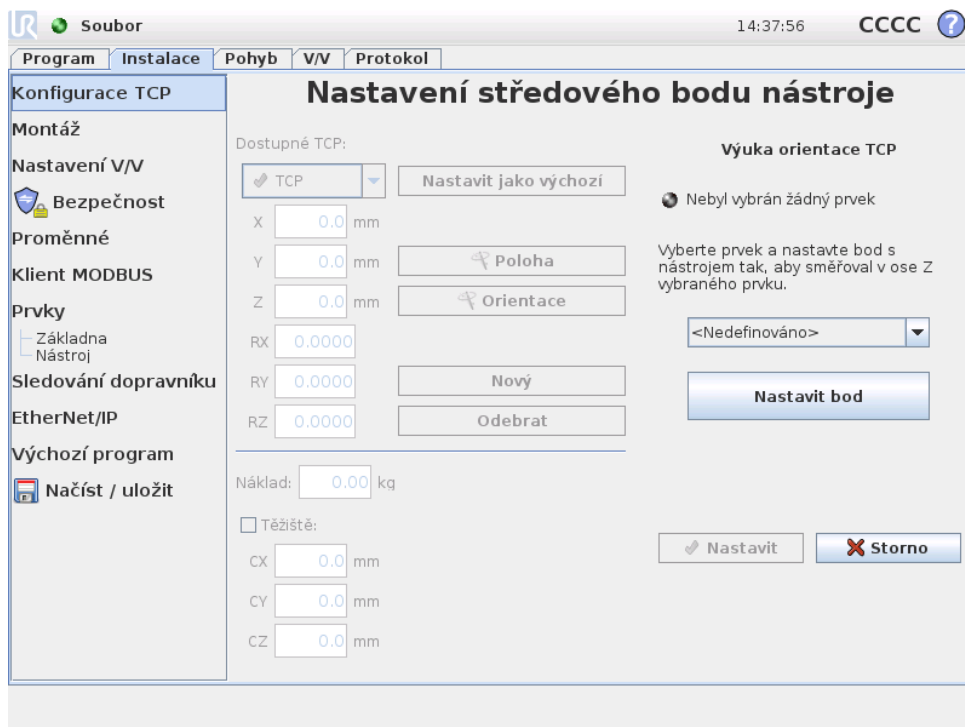 UR Soubor 14:37:56 CCCC ?
Program Instalace Pohyb V/V Protokol
Konfigurace TCP
Montáž
Nastavení V/V
Bezpečnost
Proměnné
Klient MODBUS
Prvky
Základna
Nástroj
Sledování dopravníku
EtherNet/IP
Výchozí program
Načíst / uložit
Nastavení středového bodu nástroje
Dostupné TCP:
TCP Nastavit jako výchozí
X 0.0 mm
Y 0.0 mm Poloha
Z 0.0 mm Orientace
RX 0.0000
RY 0.0000 Nový
RZ 0.0000 Odebrat
Náklad: 0.00 kg
Těžiště:
CX 0.0 mm
CY 0.0 mm
CZ 0.0 mm
Výuka orientace TCP
Nebyl vybrán žádný prvek
Vyberte prvek a nastavte bod s
nástrojem tak, aby směřoval v ose Z
vybraného prvku.
<Nedefinováno>
Nastavit bod
Nastavit Storno